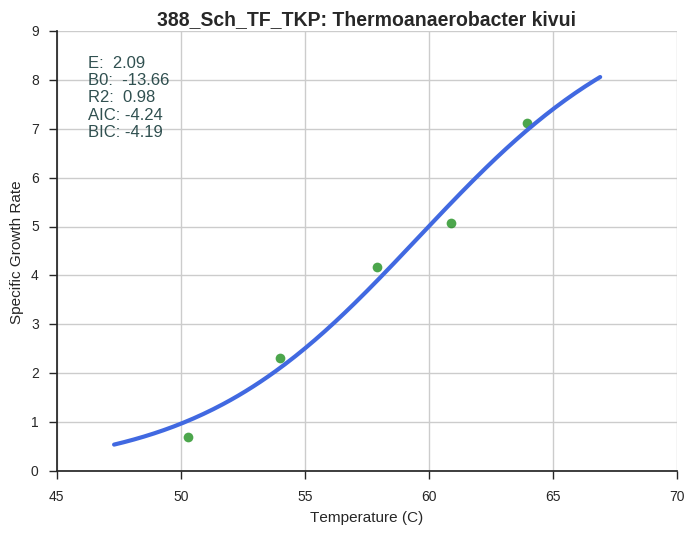 388_Sch_TF_TKP: Thermoanaerobacter kivui
E: 2.09
B0: -13.66
R2: 0.98
AIC: -4.24
BIC: -4.19
9
8
7
6
5
4
3
2
1
0
Specific Growth Rate
45 50 55 60 65 70
Temperature (C)